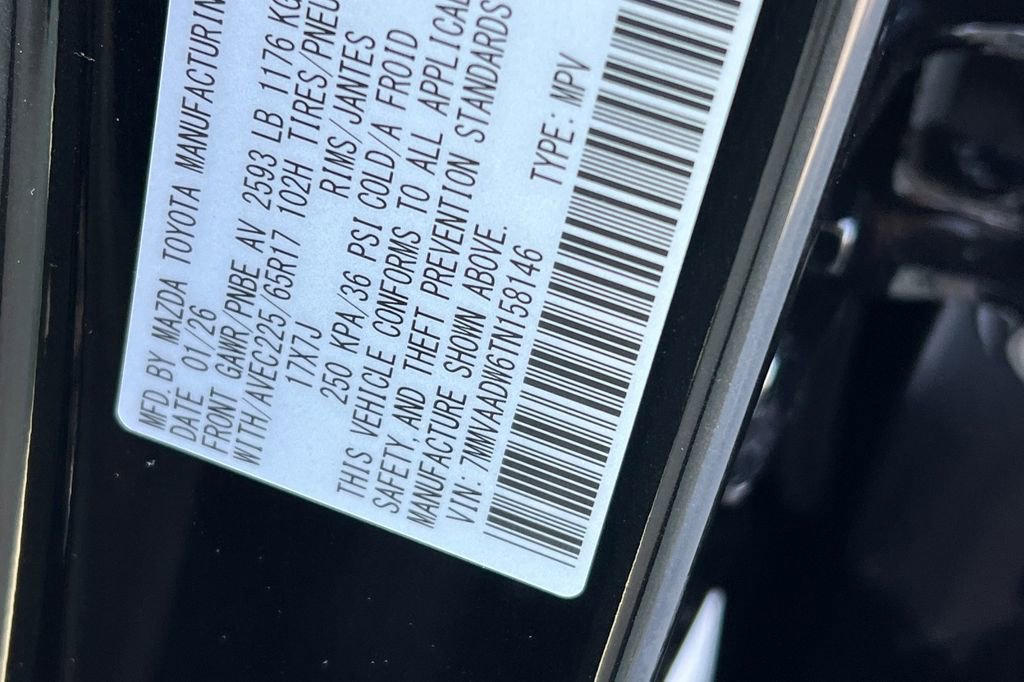 MFD. BY MAZDA TOYOTA MANUFACTURIN
DATE 01/26
FRONT GAWR/PNBE AV 2593 LB 1176 KG
WITH/AVEC225/65R17 102H TIRES/PNEU
17X7J RIMS/JANTES
250 KPA/36 PSI COLD/A FROID
THIS VEHICLE CONFORMS TO ALL APPLICAB
SAFETY, AND THEFT PREVENTION STANDARDS
MANUFACTURE SHOWN ABOVE.
VIN: 7MMVAADW6TN158146 TYPE: MPV